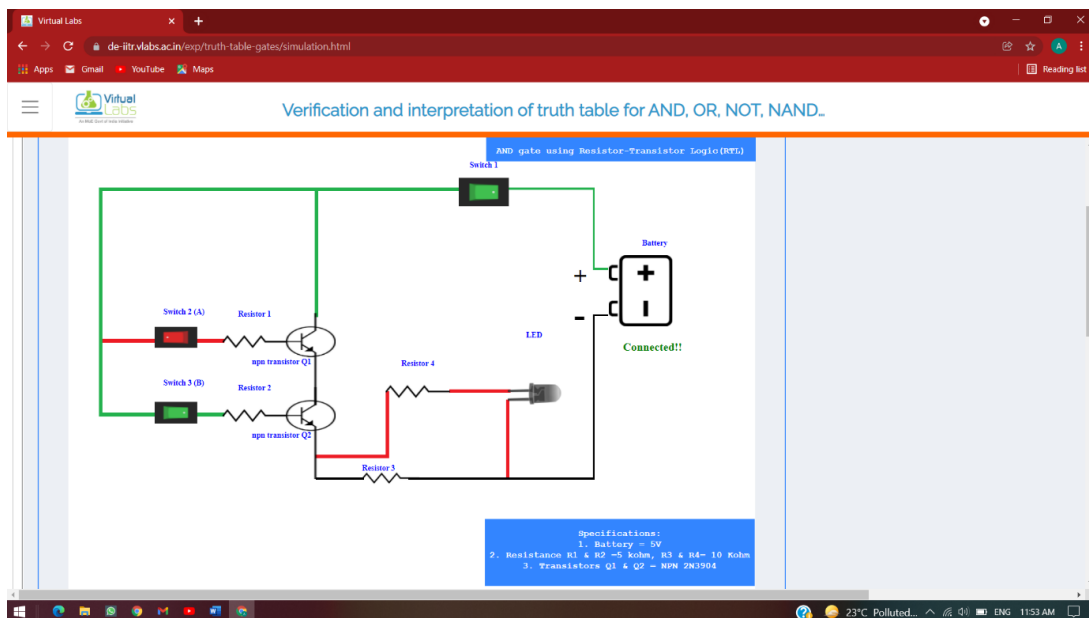 Virtual Labs
de-iitr.vlabs.ac.in/exp/truth-table-gates/simulation.html
A
Apps Gmail YouTube Maps Reading list
Virtual
Labs
Verification and interpretation of truth table for AND, OR, NOT, NAND...
AND gate using Resistor-Transistor Logic(RTL)
Switch 1
Battery
+ +
-
Connected!!
Switch 2 (A) Resistor 1
npn transistor Q1
LED
Resistor 4
Switch 3 (B) Resistor 2
npn transistor Q2
Resistor 3
Specifications:
1. Battery = 5V
2. Resistance R1 & R2 =5 kohm, R3 & R4= 10 Kohm
3. Transistors Q1 & Q2 = NPN 2N3904
23°C Polluted... ENG 11:53 AM